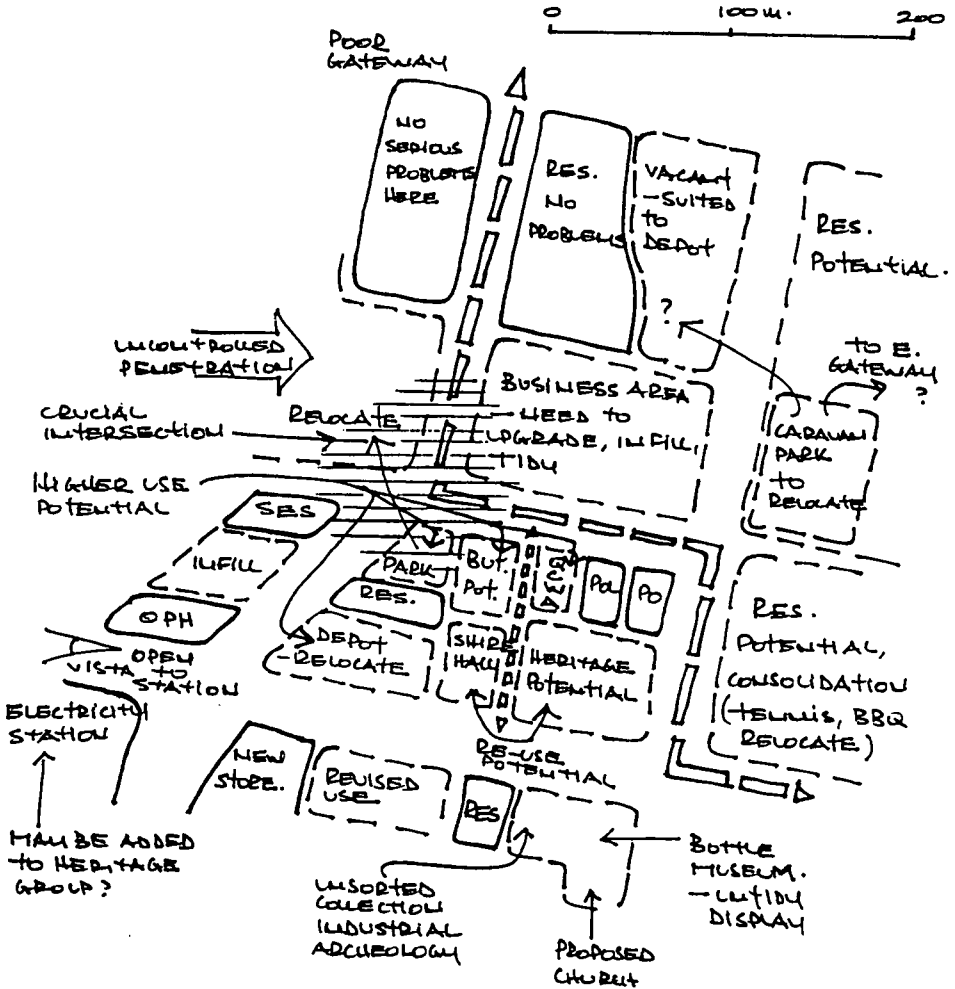 0 100 m. 200
POOR
GATEWAY
NO
SERIOUS
PROBLEMS
HERE
RES.
NO
PROBLEMS
VACANT
- SUITED
TO
DEPOT
?
RES.
POTENTIAL.
UNCONTROLLED
PENETRATION
TO E.
GATEWAY
?
CRUCIAL
INTERSECTION
RELOCATE
BUSINESS AREA
- NEED TO
UPGRADE, INFILL,
TIDY
CARAVAN
PARK
TO
RELOCATE
HIGHER USE
POTENTIAL
SES
INFILL
OPH
PARK
RES.
DEPOT
- RELOCATE
BUT.
POT.
SHIRE
HALL
POL
PO
HERITAGE
POTENTIAL
RES.
POTENTIAL,
CONSOLIDATION
(TENNIS, BBQ
RELOCATE)
OPEN
VISTA TO
STATION
ELECTRICITY
STATION
NEW
STORE.
REVISED
USE
RES
RE-USE
POTENTIAL
MAY BE ADDED
TO HERITAGE
GROUP?
UNSORTED
COLLECTION
INDUSTRIAL
ARCHEOLOGY
PROPOSED
CHURCH
BOTTLE
MUSEUM.
- UNTIDY
DISPLAY